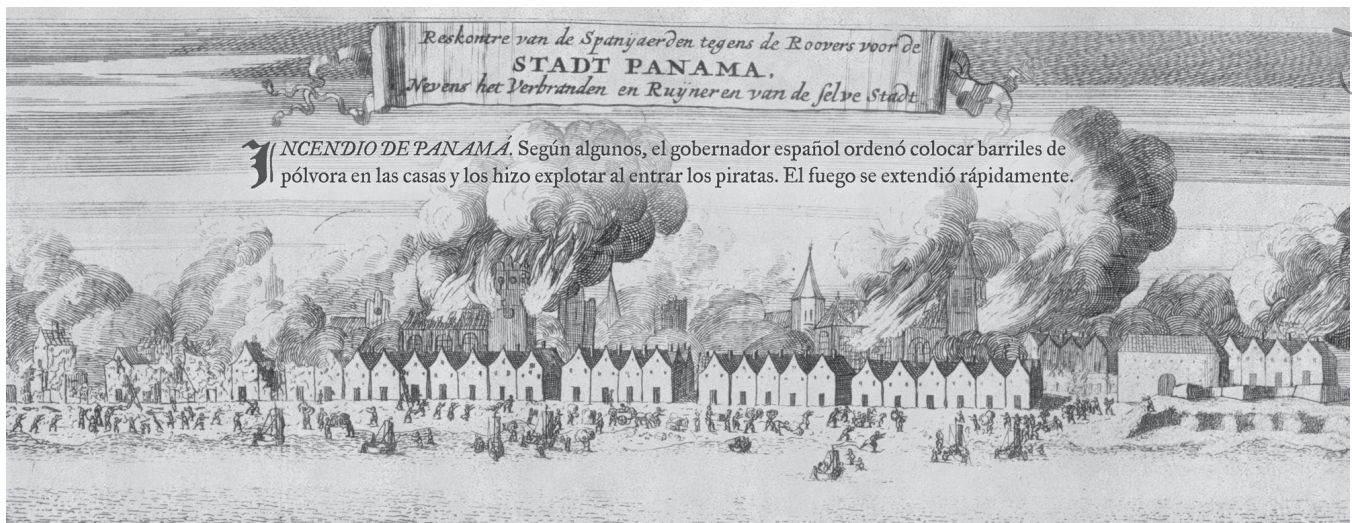 Reskontre van de Spanyaerden tegens de Roovers voor de
STADT PANAMA,
Nevens het Verbranden en Ruÿneren van de selve Stadt
INCENDIO DE PANAMÁ. Según algunos, el gobernador español ordenó colocar barriles de
pólvora en las casas y los hizo explotar al entrar los piratas. El fuego se extendió rápidamente.